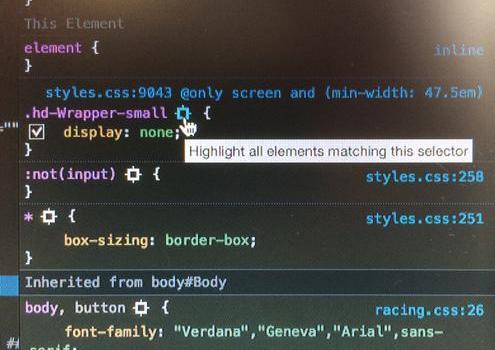 This Element
element {
inline
}
styles.css:9043 @only screen and (min-width: 47.5em)
.hd-Wrapper-small {
=""
display: none;
}
Highlight all elements matching this selector
:not(input) {
styles.css:258
}
* {
styles.css:251
box-sizing: border-box;
}
Inherited from body#Body
body, button {
racing.css:26
font-family: "Verdana","Geneva","Arial",sans-
serif;